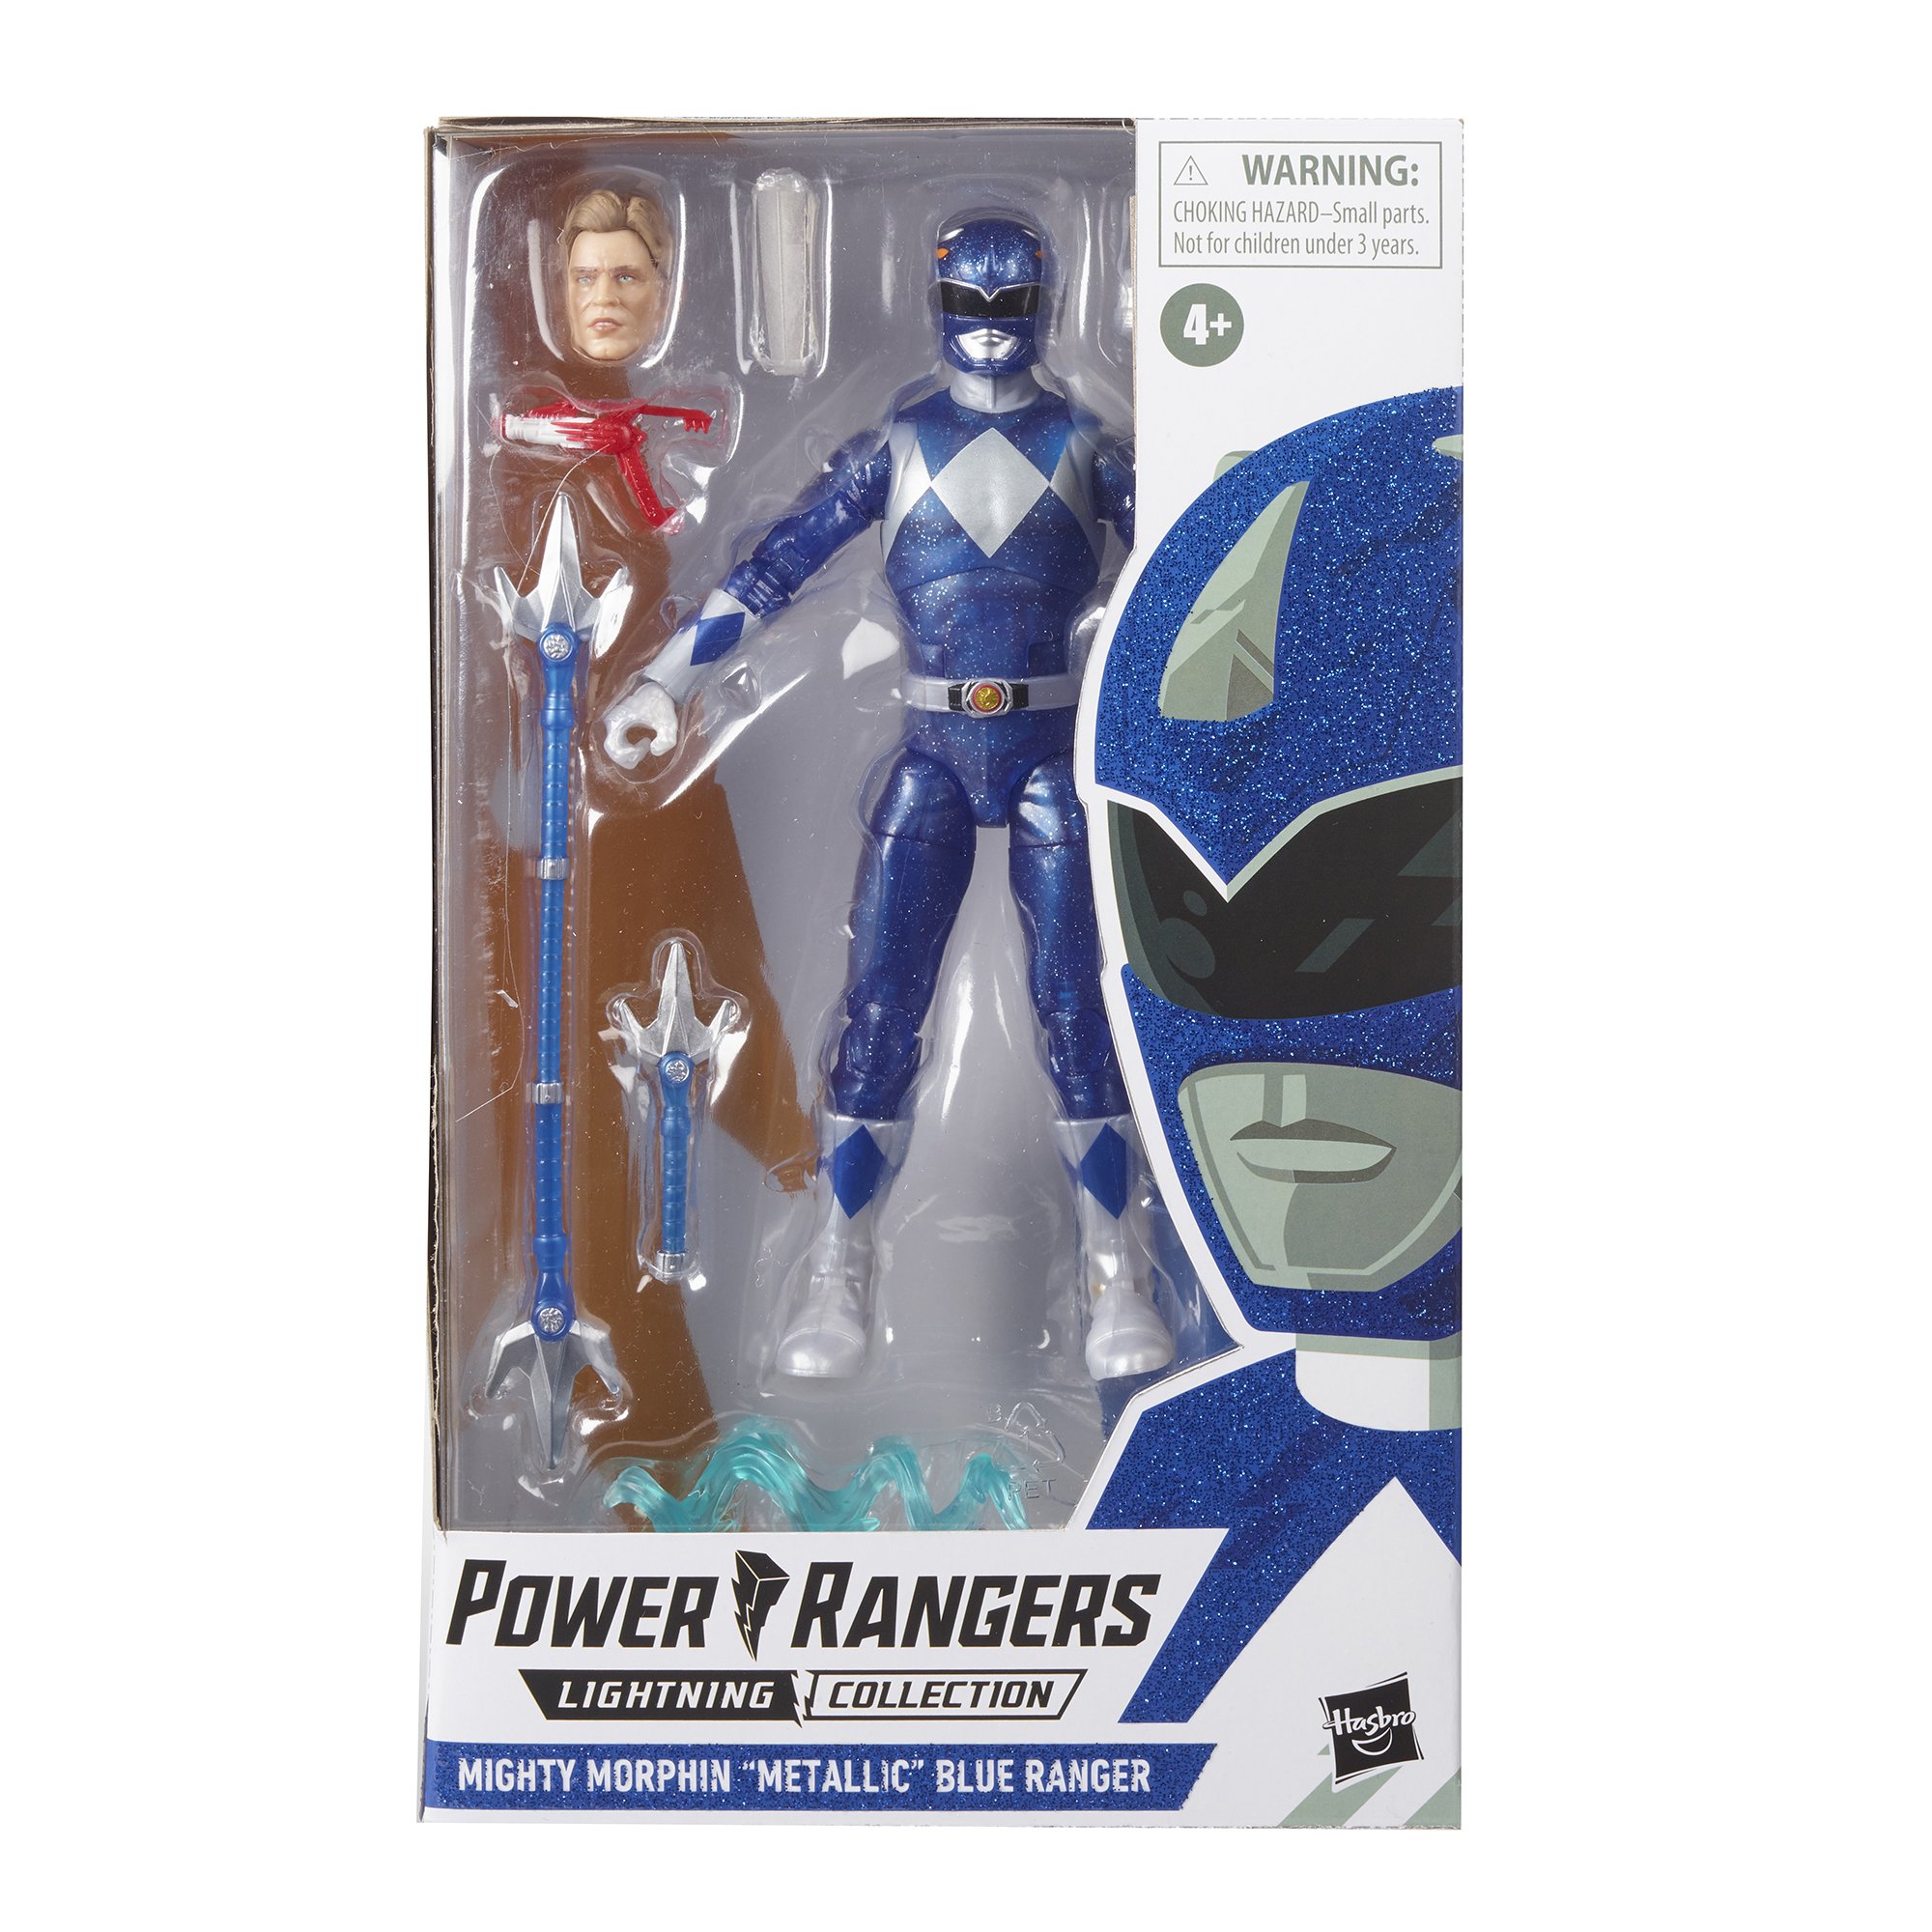 WARNING:
CHOKING HAZARD–Small parts.
Not for children under 3 years.
4+
PET
POWER RANGERS
LIGHTNING COLLECTION
Hasbro
MIGHTY MORPHIN “METALLIC” BLUE RANGER